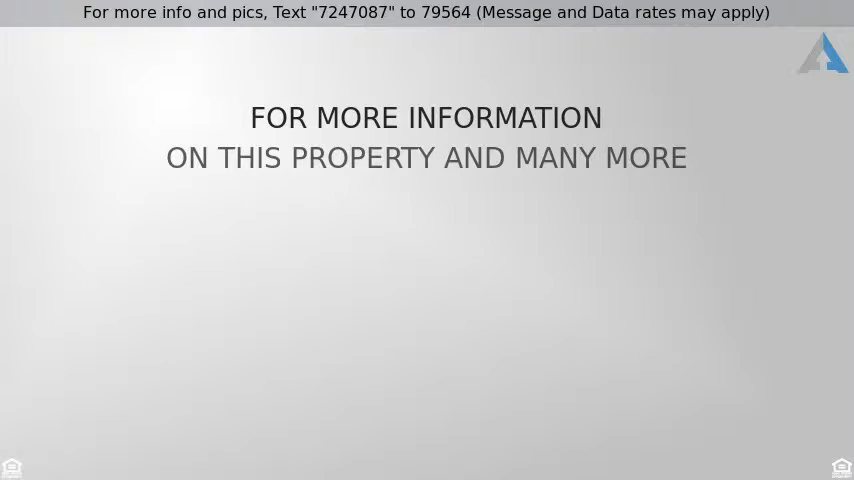 For more info and pics, Text "7247087" to 79564 (Message and Data rates may apply)
FOR MORE INFORMATION
ON THIS PROPERTY AND MANY MORE